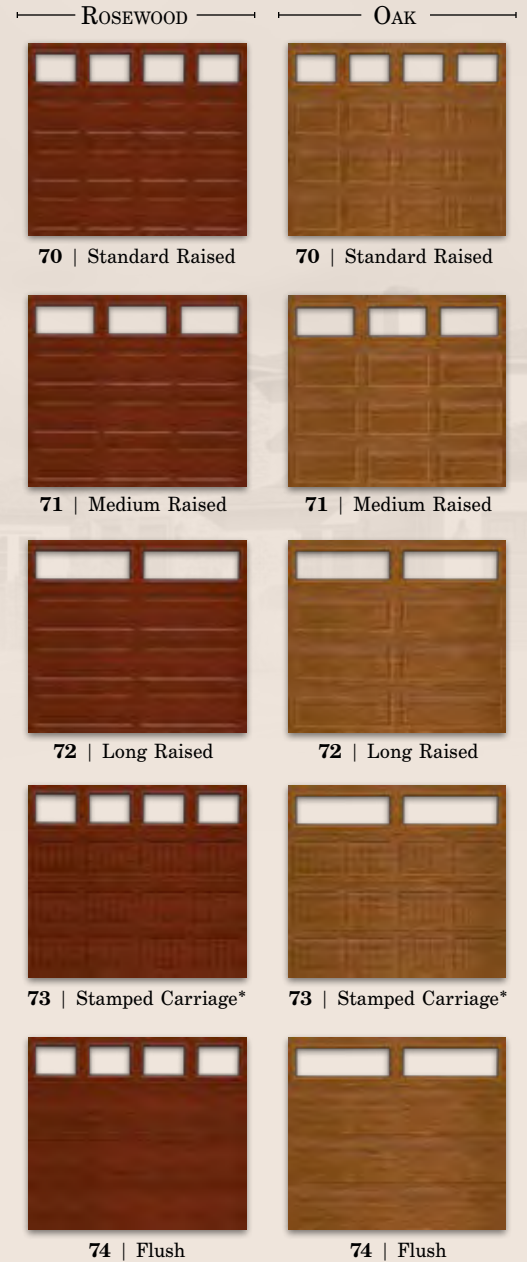 Rosewood Oak
70 | Standard Raised 70 | Standard Raised
71 | Medium Raised 71 | Medium Raised
72 | Long Raised 72 | Long Raised
73 | Stamped Carriage* 73 | Stamped Carriage*
74 | Flush 74 | Flush